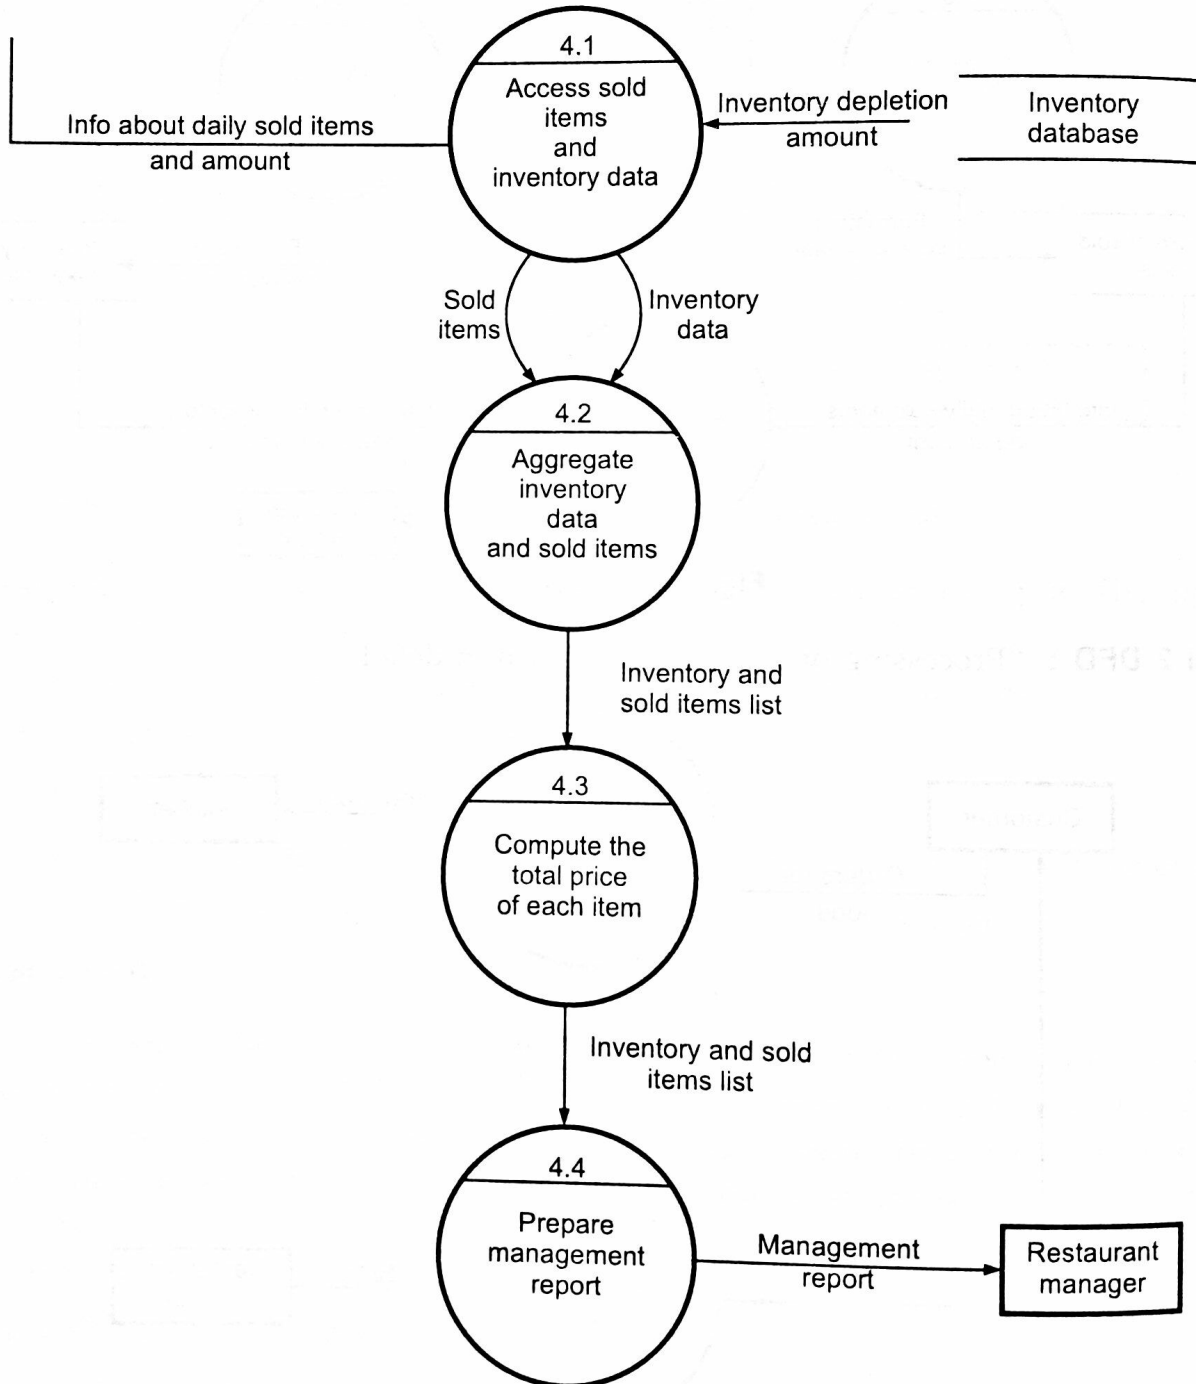 4.1
Access sold
items
and
inventory data
Info about daily sold items
and amount
Inventory depletion
amount
Inventory
database
Sold
items
Inventory
data
4.2
Aggregate
inventory
data
and sold items
Inventory and
sold items list
4.3
Compute the
total price
of each item
Inventory and sold
items list
4.4
Prepare
management
report
Management
report
Restaurant
manager